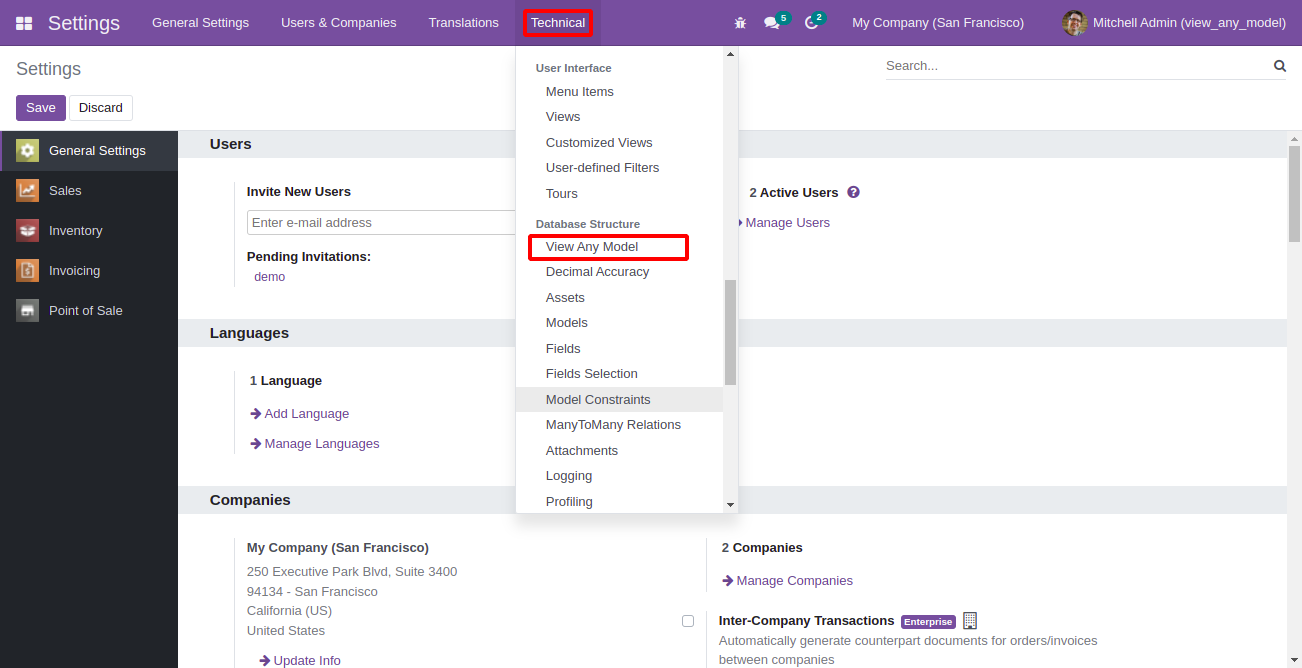 Settings
General Settings
Users & Companies
Translations
Technical
5
2
My Company (San Francisco)
Mitchell Admin (view_any_model)
Settings
Search...
Save
Discard
General Settings
Sales
Inventory
Invoicing
Point of Sale
User Interface
Menu Items
Views
Customized Views
User-defined Filters
Tours
Database Structure
View Any Model
Decimal Accuracy
Assets
Models
Fields
Fields Selection
Model Constraints
ManyToMany Relations
Attachments
Logging
Profiling
Users
Invite New Users
Enter e-mail address
Pending Invitations:
demo
2 Active Users ?
Manage Users
Languages
1 Language
Add Language
Manage Languages
Companies
My Company (San Francisco)
250 Executive Park Blvd, Suite 3400
94134 - San Francisco
California (US)
United States
Update Info
2 Companies
Manage Companies
Inter-Company Transactions Enterprise
Automatically generate counterpart documents for orders/invoices
between companies